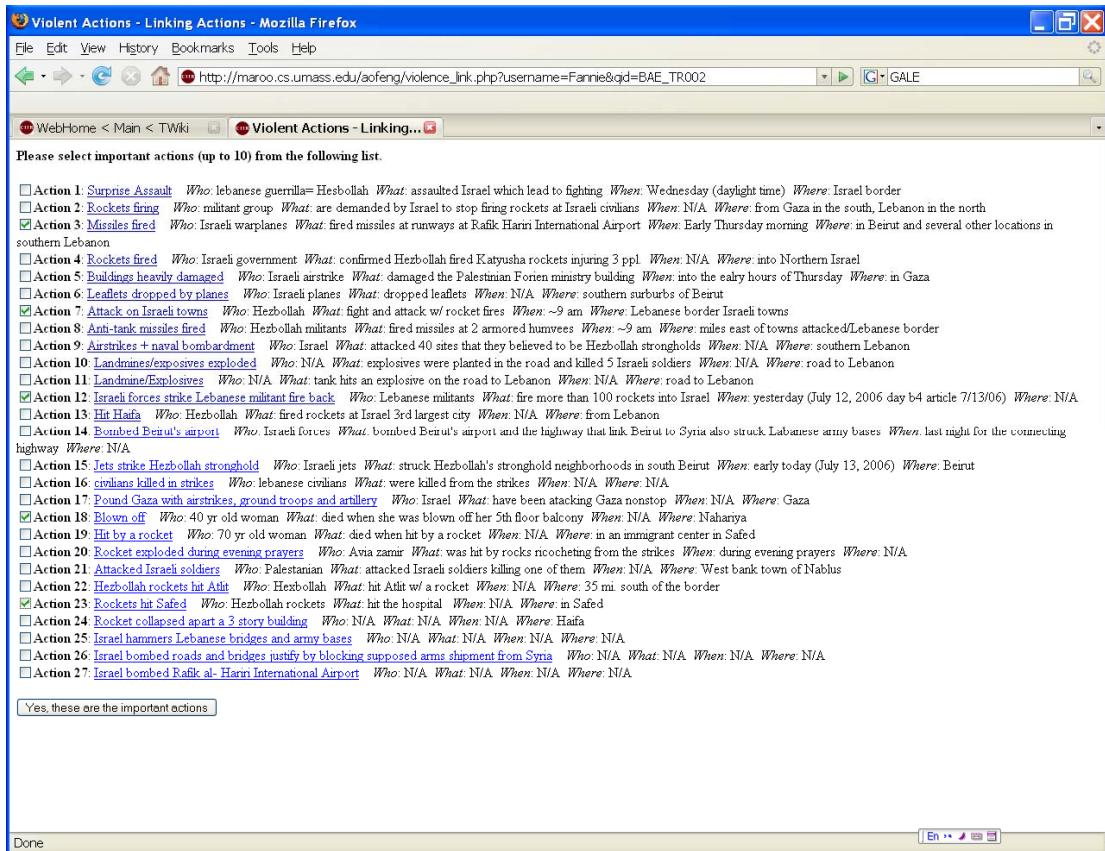 Violent Actions - Linking Actions - Mozilla Firefox
File Edit View History Bookmarks Tools Help
http://maroo.cs.umass.edu/aofeng/violence_link.php?username=Fannie&qid=BAE_TR002 G GALE
WebHome < Main < TWiki Violent Actions - Linking...
Please select important actions (up to 10) from the following list.
Action 1: Surprise Assault Who: lebanese guerrilla= Hesbollah What: assaulted Israel which lead to fighting When: Wednesday (daylight time) Where: Israel border
Action 2: Rockets firing Who: militant group What: are demanded by Israel to stop firing rockets at Israeli civilians When: N/A Where: from Gaza in the south, Lebanon in the north
Action 3: Missiles fired Who: Israeli warplanes What: fired missiles at runways at Rafik Hariri International Airport When: Early Thursday morning Where: in Beirut and several other locations in
southern Lebanon
Action 4: Rockets fired Who: Israeli government What: confirmed Hezbollah fired Katyusha rockets injuring 3 ppl. When: N/A Where: into Northern Israel
Action 5: Buildings heavily damaged Who: Israeli airstrike What: damaged the Palestinian Forien ministry building When: into the ealry hours of Thursday Where: in Gaza
Action 6: Leaflets dropped by planes Who: Israeli planes What: dropped leaflets When: N/A Where: southern surburbs of Beirut
Action 7: Attack on Israeli towns Who: Hezbollah What: fight and attack w/ rocket fires When: ~9 am Where: Lebanese border Israeli towns
Action 8: Anti-tank missiles fired Who: Hezbollah militants What: fired missiles at 2 armored humvees When: ~9 am Where: miles east of towns attacked/Lebanese border
Action 9: Airstrikes + naval bombardment Who: Israel What: attacked 40 sites that they believed to be Hezbollah strongholds When: N/A Where: southern Lebanon
Action 10: Landmines/exposives exploded Who: N/A What: explosives were planted in the road and killed 5 Israeli soldiers When: N/A Where: road to Lebanon
Action 11: Landmine/Explosives Who: N/A What: tank hits an explosive on the road to Lebanon When: N/A Where: road to Lebanon
Action 12: Israeli forces strike Lebanese militant fire back Who: Lebanese militants What: fire more than 100 rockets into Israel When: yesterday (July 12, 2006 day b4 article 7/13/06) Where: N/A
Action 13: Hit Haifa Who: Hezbollah What: fired rockets at Israel 3rd largest city When: N/A Where: from Lebanon
Action 14: Bombed Beirut's airport Who: Israeli forces What: bombed Beirut's airport and the highway that link Beirut to Syria also struck Labanese army bases When: last night for the connecting
highway Where: N/A
Action 15: Jets strike Hezbollah stronghold Who: Israeli jets What: struck Hezbollah's stronghold neighborhoods in south Beirut When: early today (July 13, 2006) Where: Beirut
Action 16: civilians killed in strikes Who: lebanese civilians What: were killed from the strikes When: N/A Where: N/A
Action 17: Pound Gaza with airstrikes, ground troops and artillery Who: Israel What: have been atacking Gaza nonstop When: N/A Where: Gaza
Action 18: Blown off Who: 40 yr old woman What: died when she was blown off her 5th floor balcony When: N/A Where: Nahariya
Action 19: Hit by a rocket Who: 70 yr old woman What: died when hit by a rocket When: N/A Where: in an immigrant center in Safed
Action 20: Rocket exploded during evening prayers Who: Avia zamir What: was hit by rocks ricocheting from the strikes When: during evening prayers Where: N/A
Action 21: Attacked Israeli soldiers Who: Palestanian What: attacked Israeli soldiers killing one of them When: N/A Where: West bank town of Nablus
Action 22: Hezbollah rockets hit Atlit Who: Hexbollah What: hit Atlit w/ a rocket When: N/A Where: 35 mi. south of the border
Action 23: Rockets hit Safed Who: Hezbollah rockets What: hit the hospital When: N/A Where: in Safed
Action 24: Rocket collapsed apart a 3 story building Who: N/A What: N/A When: N/A Where: Haifa
Action 25: Israel hammers Lebanese bridges and army bases Who: N/A What: N/A When: N/A Where: N/A
Action 26: Israel bombed roads and bridges justify by blocking supposed arms shipment from Syria Who: N/A What: N/A When: N/A Where: N/A
Action 27: Israel bombed Rafik al- Hariri International Airport Who: N/A What: N/A When: N/A Where: N/A
Yes, these are the important actions
Done En